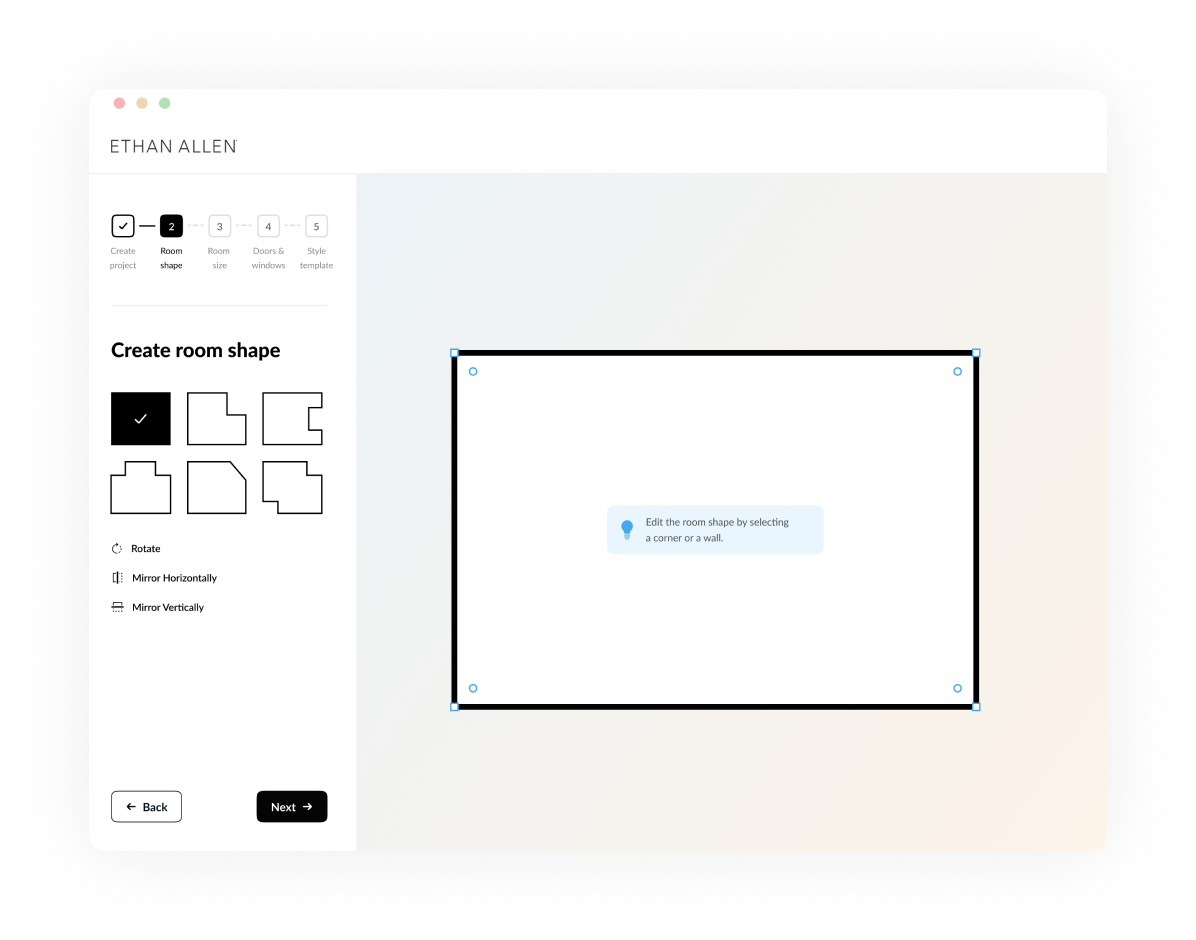 ETHAN ALLEN
2
3
4
5
Create
project
Room
shape
Room
size
Doors &
windows
Style
template
Create room shape
Rotate
Mirror Horizontally
Mirror Vertically
Back
Next
Edit the room shape by selecting
a corner or a wall.